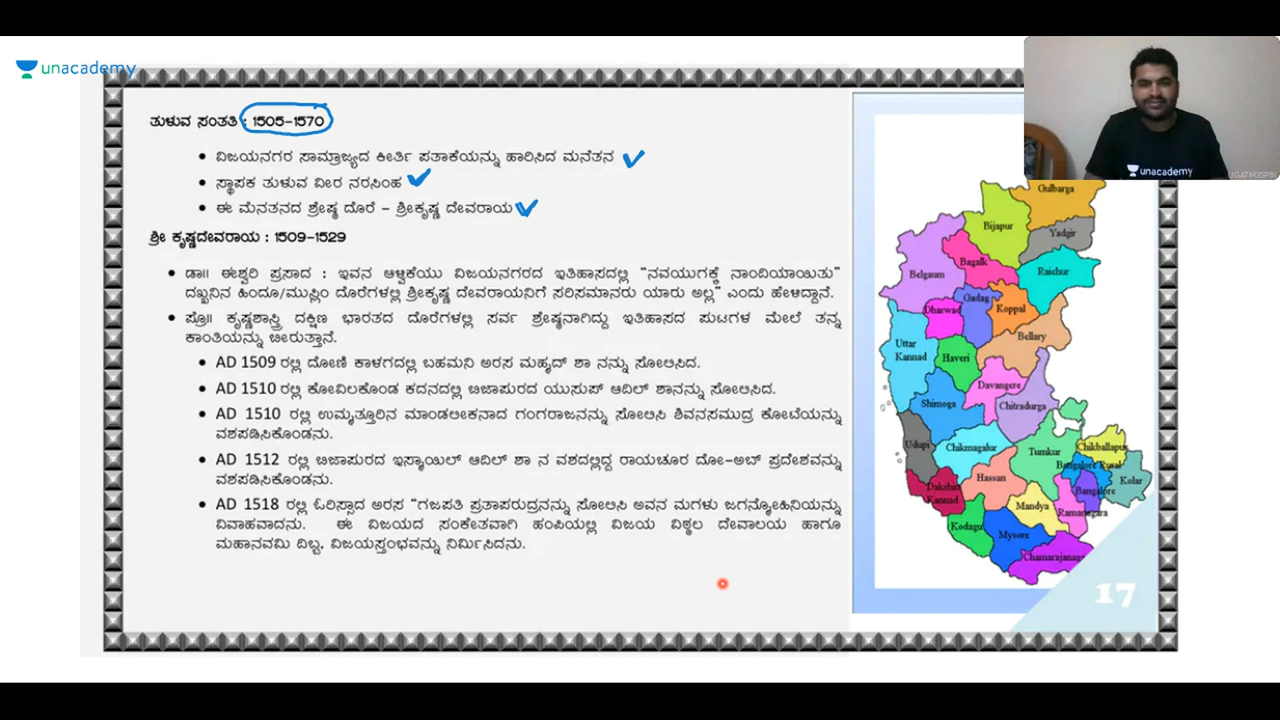 unacademy
ತುಳುವ ಸಂತತಿ : 1505-1570
• ವಿಜಯನಗರ ಸಾಮ್ರಾಜ್ಯದ ಕೀರ್ತಿ ಪತಾಕೆಯನ್ನು ಹಾರಿಸಿದ ಮನೆತನ
• ಸ್ಥಾಪಕ ತುಳುವ ವೀರ ನರಸಿಂಹ
• ಈ ಮೆನತನದ ಶ್ರೇಷ್ಠ ದೊರೆ – ಶ್ರೀಕೃಷ್ಣ ದೇವರಾಯ
ಶ್ರೀ ಕೃಷ್ಣದೇವರಾಯ : 1509-1529
• ಡಾ॥ ಈಶ್ವರಿ ಪ್ರಸಾದ : ಇವನ ಆಳ್ವಿಕೆಯು ವಿಜಯನಗರದ ಇತಿಹಾಸದಲ್ಲಿ "ನವಯುಗಕ್ಕೆ ನಾಂದಿಯಾಯಿತು"
ದಖ್ಖನಿನ ಹಿಂದೂ/ಮುಸ್ಲಿಂ ದೊರೆಗಳಲ್ಲಿ ಶ್ರೀಕೃಷ್ಣ ದೇವರಾಯನಿಗೆ ಸರಿಸಮಾನರು ಯಾರು ಅಲ್ಲ" ಎಂದು ಹೇಳಿದ್ದಾನೆ.
• ಪ್ರೊ॥ ಕೃಷ್ಣಶಾಸ್ತ್ರಿ ದಕ್ಷಿಣ ಭಾರತದ ದೊರೆಗಳಲ್ಲಿ ಸರ್ವ ಶ್ರೇಷ್ಠನಾಗಿದ್ದು ಇತಿಹಾಸದ ಪುಟಗಳ ಮೇಲೆ ತನ್ನ
ಕಾಂತಿಯನ್ನು ಬೀರುತ್ತಾನೆ.
• AD 1509 ರಲ್ಲಿ ದೋಣಿ ಕಾಳಗದಲ್ಲಿ ಬಹಮನಿ ಅರಸ ಮಹ್ಮದ್ ಶಾ ನನ್ನು ಸೋಲಿಸಿದ.
• AD 1510 ರಲ್ಲಿ ಕೋವಿಲಕೊಂಡ ಕದನದಲ್ಲಿ ಬಿಜಾಪುರದ ಯುಸುಪ್ ಆದಿಲ್ ಶಾನನ್ನು ಸೋಲಿಸಿದ.
• AD 1510 ರಲ್ಲಿ ಉಮ್ಮತ್ತೂರಿನ ಮಾಂಡಲೀಕನಾದ ಗಂಗರಾಜನನ್ನು ಸೋಲಿಸಿ ಶಿವನಸಮುದ್ರ ಕೋಟೆಯನ್ನು
ವಶಪಡಿಸಿಕೊಂಡನು.
• AD 1512 ರಲ್ಲಿ ಬಿಜಾಪುರದ ಇಸ್ಮಾಯಿಲ್ ಆದಿಲ್ ಶಾ ನ ವಶದಲ್ಲಿದ್ದ ರಾಯಚೂರ ದೋ-ಅಬ್ ಪ್ರದೇಶವನ್ನು
ವಶಪಡಿಸಿಕೊಂಡನು.
• AD 1518 ರಲ್ಲಿ ಓರಿಸ್ಸಾದ ಅರಸ "ಗಜಪತಿ ಪ್ರತಾಪರುದ್ರನನ್ನು ಸೋಲಿಸಿ ಅವನ ಮಗಳು ಜಗನ್ಮೋಹಿನಿಯನ್ನು
ವಿವಾಹವಾದನು. ಈ ವಿಜಯದ ಸಂಕೇತವಾಗಿ ಹಂಪಿಯಲ್ಲಿ ವಿಜಯ ವಿಠ್ಠಲ ದೇವಾಲಯ ಹಾಗೂ
ಮಹಾನವಮಿ ದಿಬ್ಬ, ವಿಜಯಸ್ತಂಭವನ್ನು ನಿರ್ಮಿಸಿದನು.
unacademy
Gulbarga
Bijapur
Yadgir
Bagalk
Raichur
Belgaum
Gadag
Koppal
Dharwad
Bellary
Uttar
Kannad
Haveri
Davangere
Shimoga
Chitradurga
Udupi
Chikmagalur
Tumkur
Chikballapur
Bangalore Rural
Hassan
Kolar
Dakshin
Kannad
Bangalore
Mandya
Ramanagara
Kodagu
Mysore
Chamarajanaga
17